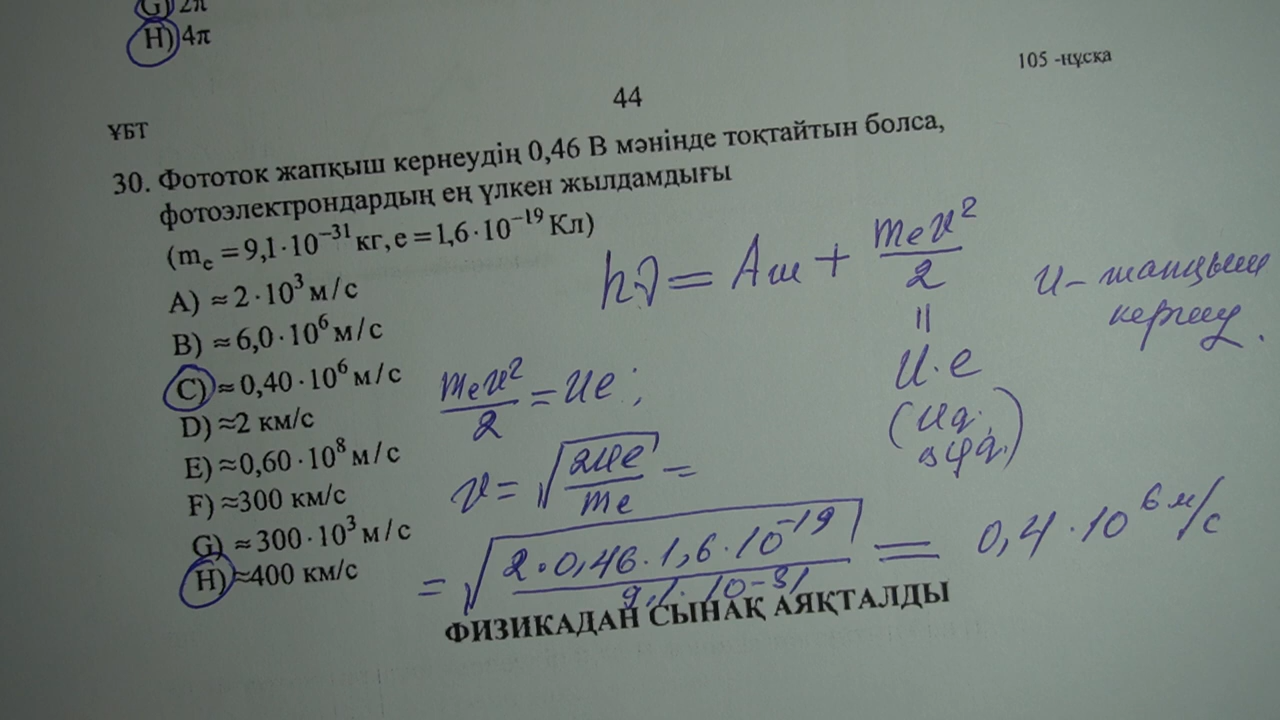 G) 2π
H) 4π
105 -нұсқа
44
ҰБТ
30. Фототок жапқыш кернеудің 0,46 В мәнінде тоқтайтын болса,
фотоэлектрондардың ең үлкен жылдамдығы
(mₑ = 9,1·10⁻³¹ кг, e = 1,6·10⁻¹⁹ Кл)
A) ≈ 2·10³ м/с
B) ≈ 6,0·10⁶ м/с
C) ≈ 0,40·10⁶ м/с
D) ≈2 км/с
E) ≈0,60·10⁸ м/с
F) ≈300 км/с
G) ≈ 300·10³ м/с
H) ≈400 км/с
hν = Aш + mₑv²/2
=
U·e
(Uq
U – жапқыш
кернеу.
mₑv²/2 = Ue;
v = √(2Ue/mₑ) =
= √(2·0,46·1,6·10⁻¹⁹/9,1·10⁻³¹) = 0,4·10⁶ м/с
ФИЗИКАДАН СЫНАҚ АЯҚТАЛДЫ